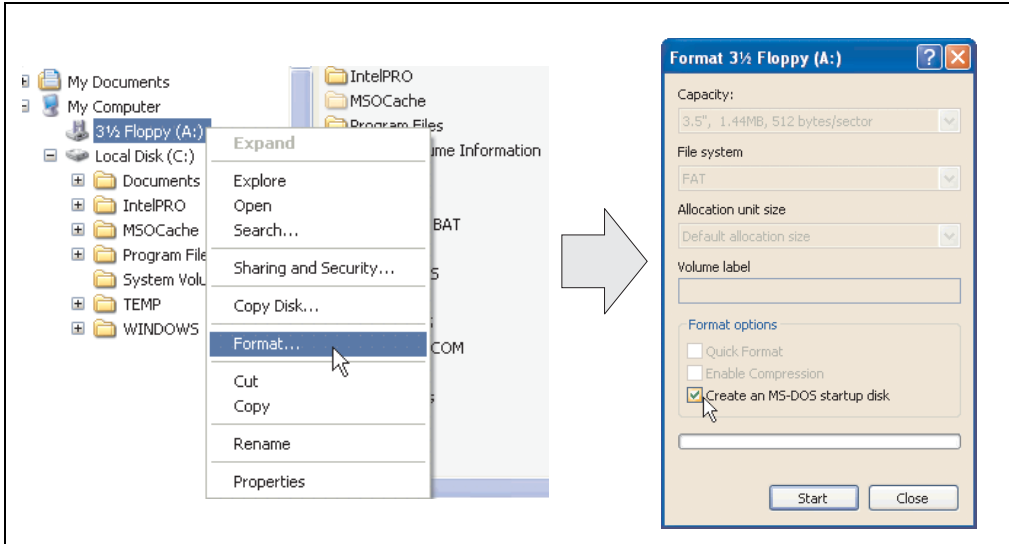 My Documents
My Computer
3½ Floppy (A:)
Local Disk (C:)
Documents
IntelPRO
MSOCache
Program File
System Volu
TEMP
WINDOWS
IntelPRO
MSOCache
Program Files
ume Information
BAT
S
COM
Expand
Explore
Open
Search...
Sharing and Security...
Copy Disk...
Format...
Cut
Copy
Rename
Properties
Format 3½ Floppy (A:)
Capacity:
3.5", 1.44MB, 512 bytes/sector
File system
FAT
Allocation unit size
Default allocation size
Volume label
Format options
Quick Format
Enable Compression
Create an MS-DOS startup disk
Start
Close